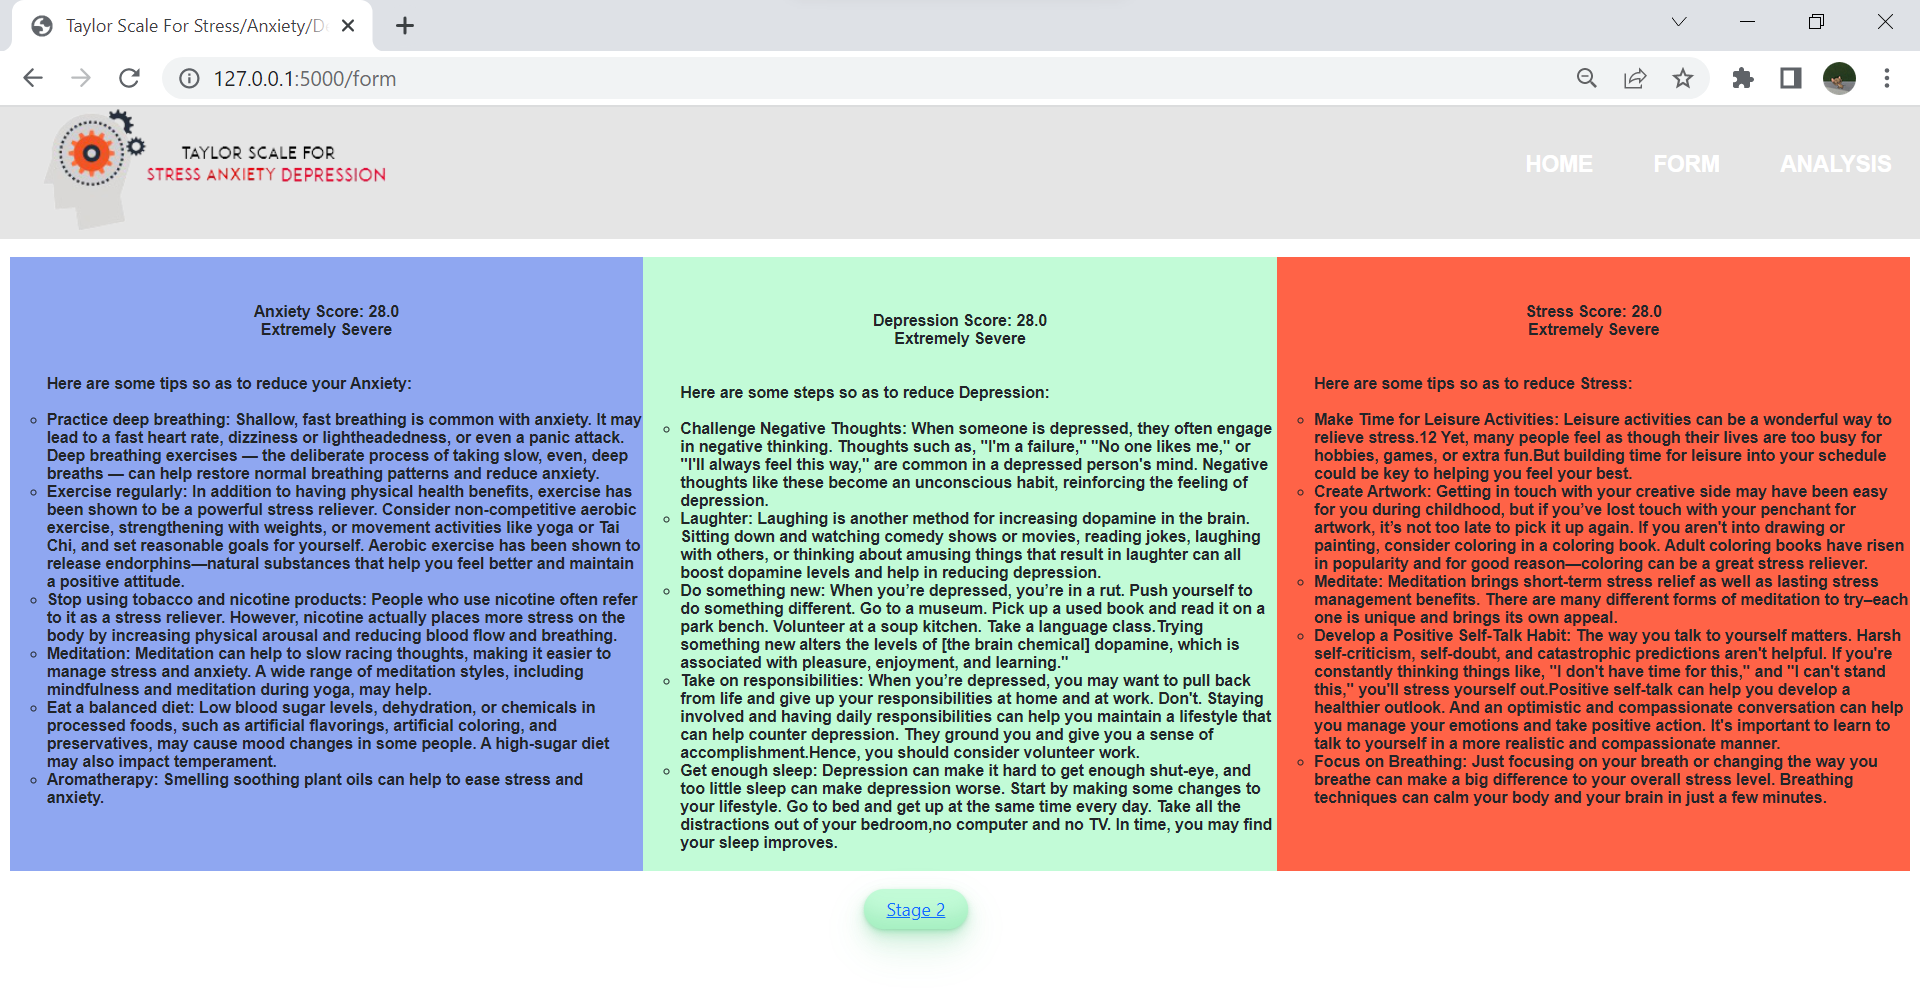 Taylor Scale For Stress/Anxiety/D
127.0.0.1:5000/form
TAYLOR SCALE FOR
STRESS ANXIETY DEPRESSION
HOME
FORM
ANALYSIS
Anxiety Score: 28.0
Extremely Severe
Here are some tips so as to reduce your Anxiety:
Practice deep breathing: Shallow, fast breathing is common with anxiety. It may
lead to a fast heart rate, dizziness or lightheadedness, or even a panic attack.
Deep breathing exercises — the deliberate process of taking slow, even, deep
breaths — can help restore normal breathing patterns and reduce anxiety.
Exercise regularly: In addition to having physical health benefits, exercise has
been shown to be a powerful stress reliever. Consider non-competitive aerobic
exercise, strengthening with weights, or movement activities like yoga or Tai
Chi, and set reasonable goals for yourself. Aerobic exercise has been shown to
release endorphins—natural substances that help you feel better and maintain
a positive attitude.
Stop using tobacco and nicotine products: People who use nicotine often refer
to it as a stress reliever. However, nicotine actually places more stress on the
body by increasing physical arousal and reducing blood flow and breathing.
Meditation: Meditation can help to slow racing thoughts, making it easier to
manage stress and anxiety. A wide range of meditation styles, including
mindfulness and meditation during yoga, may help.
Eat a balanced diet: Low blood sugar levels, dehydration, or chemicals in
processed foods, such as artificial flavorings, artificial coloring, and
preservatives, may cause mood changes in some people. A high-sugar diet
may also impact temperament.
Aromatherapy: Smelling soothing plant oils can help to ease stress and
anxiety.
Depression Score: 28.0
Extremely Severe
Here are some steps so as to reduce Depression:
Challenge Negative Thoughts: When someone is depressed, they often engage
in negative thinking. Thoughts such as, "I'm a failure," "No one likes me," or
"I'll always feel this way," are common in a depressed person's mind. Negative
thoughts like these become an unconscious habit, reinforcing the feeling of
depression.
Laughter: Laughing is another method for increasing dopamine in the brain.
Sitting down and watching comedy shows or movies, reading jokes, laughing
with others, or thinking about amusing things that result in laughter can all
boost dopamine levels and help in reducing depression.
Do something new: When you’re depressed, you’re in a rut. Push yourself to
do something different. Go to a museum. Pick up a used book and read it on a
park bench. Volunteer at a soup kitchen. Take a language class.Trying
something new alters the levels of [the brain chemical] dopamine, which is
associated with pleasure, enjoyment, and learning."
Take on responsibilities: When you’re depressed, you may want to pull back
from life and give up your responsibilities at home and at work. Don't. Staying
involved and having daily responsibilities can help you maintain a lifestyle that
can help counter depression. They ground you and give you a sense of
accomplishment.Hence, you should consider volunteer work.
Get enough sleep: Depression can make it hard to get enough shut-eye, and
too little sleep can make depression worse. Start by making some changes to
your lifestyle. Go to bed and get up at the same time every day. Take all the
distractions out of your bedroom,no computer and no TV. In time, you may find
your sleep improves.
Stress Score: 28.0
Extremely Severe
Here are some tips so as to reduce Stress:
Make Time for Leisure Activities: Leisure activities can be a wonderful way to
relieve stress.12 Yet, many people feel as though their lives are too busy for
hobbies, games, or extra fun.But building time for leisure into your schedule
could be key to helping you feel your best.
Create Artwork: Getting in touch with your creative side may have been easy
for you during childhood, but if you’ve lost touch with your penchant for
artwork, it’s not too late to pick it up again. If you aren't into drawing or
painting, consider coloring in a coloring book. Adult coloring books have risen
in popularity and for good reason—coloring can be a great stress reliever.
Meditate: Meditation brings short-term stress relief as well as lasting stress
management benefits. There are many different forms of meditation to try–each
one is unique and brings its own appeal.
Develop a Positive Self-Talk Habit: The way you talk to yourself matters. Harsh
self-criticism, self-doubt, and catastrophic predictions aren't helpful. If you're
constantly thinking things like, "I don't have time for this," and "I can't stand
this," you'll stress yourself out.Positive self-talk can help you develop a
healthier outlook. And an optimistic and compassionate conversation can help
you manage your emotions and take positive action. It's important to learn to
talk to yourself in a more realistic and compassionate manner.
Focus on Breathing: Just focusing on your breath or changing the way you
breathe can make a big difference to your overall stress level. Breathing
techniques can calm your body and your brain in just a few minutes.
Stage 2